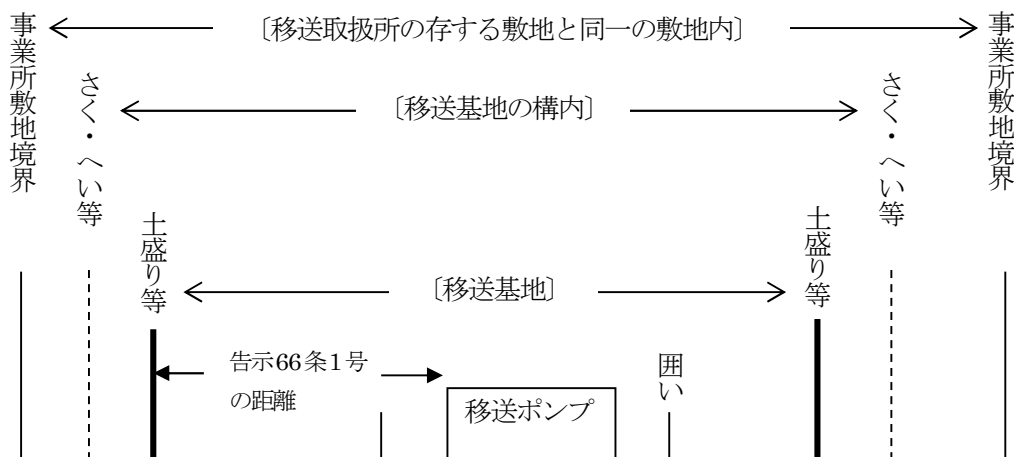 事業所敷地境界
〔移送取扱所の存する敷地と同一の敷地内〕
事業所敷地境界
さく・へい等
〔移送基地の構内〕
さく・へい等
土盛り等
〔移送基地〕
土盛り等
告示66条1号
の距離
移送ポンプ
囲い